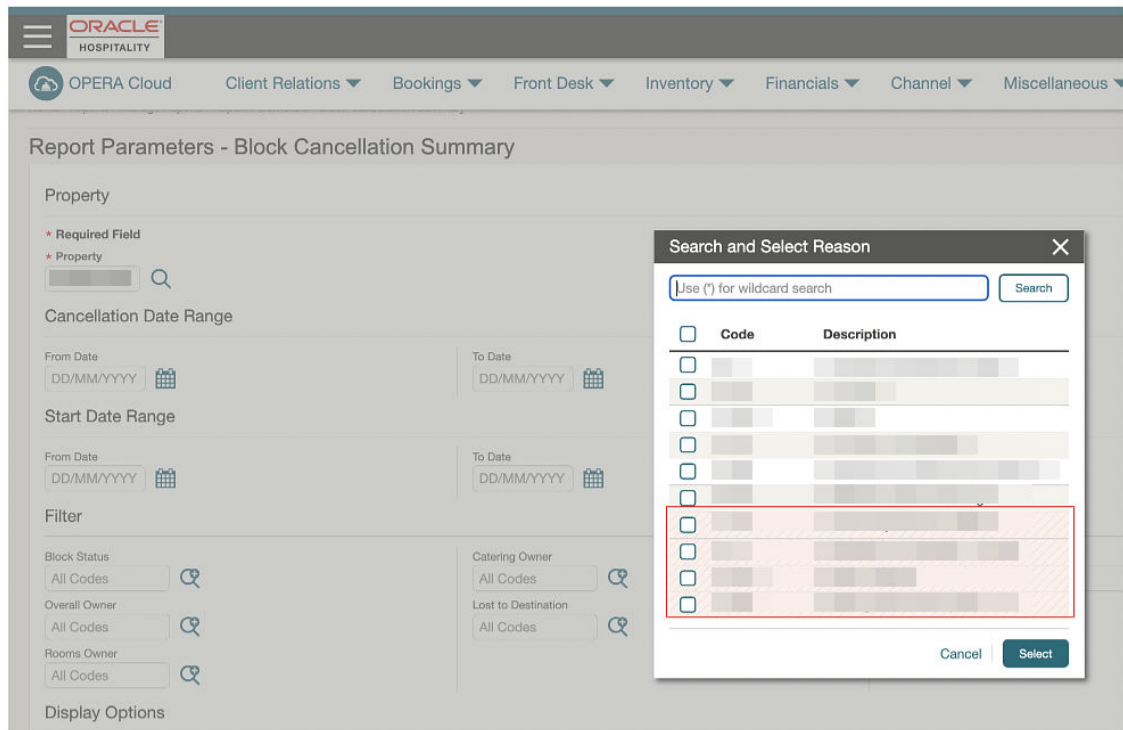 ORACLE
HOSPITALITY
OPERA Cloud Client Relations Bookings Front Desk Inventory Financials Channel Miscellaneous
Report Parameters - Block Cancellation Summary
Property
* Required Field
* Property
Cancellation Date Range
From Date To Date
DD/MM/YYYY DD/MM/YYYY
Start Date Range
From Date To Date
DD/MM/YYYY DD/MM/YYYY
Filter
Block Status Catering Owner
All Codes All Codes
Overall Owner Lost to Destination
All Codes All Codes
Rooms Owner
All Codes
Display Options
Search and Select Reason
Use (*) for wildcard search Search
Code Description
Cancel Select